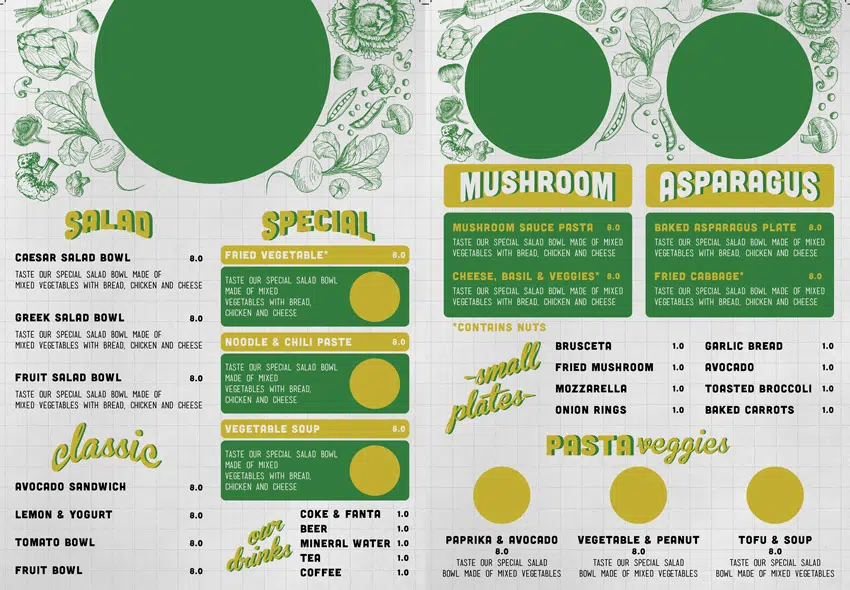 SALAD
CAESAR SALAD BOWL 8.0
TASTE OUR SPECIAL SALAD BOWL MADE OF
MIXED VEGETABLES WITH BREAD, CHICKEN AND CHEESE
GREEK SALAD BOWL 8.0
TASTE OUR SPECIAL SALAD BOWL MADE OF
MIXED VEGETABLES WITH BREAD, CHICKEN AND CHEESE
FRUIT SALAD BOWL 8.0
TASTE OUR SPECIAL SALAD BOWL MADE OF
MIXED VEGETABLES WITH BREAD, CHICKEN AND CHEESE
classic
AVOCADO SANDWICH 8.0
LEMON & YOGURT 8.0
TOMATO BOWL 8.0
FRUIT BOWL 8.0
SPECIAL
FRIED VEGETABLE* 8.0
TASTE OUR SPECIAL SALAD BOWL
MADE OF MIXED
VEGETABLES WITH BREAD,
CHICKEN AND CHEESE
NOODLE & CHILI PASTE 8.0
TASTE OUR SPECIAL SALAD BOWL
MADE OF MIXED
VEGETABLES WITH BREAD,
CHICKEN AND CHEESE
VEGETABLE SOUP 8.0
TASTE OUR SPECIAL SALAD BOWL
MADE OF MIXED
VEGETABLES WITH BREAD,
CHICKEN AND CHEESE
our
drinks
COKE & FANTA 1.0
BEER 1.0
MINERAL WATER 1.0
TEA 1.0
COFFEE 1.0
MUSHROOM
MUSHROOM SAUCE PASTA 8.0
TASTE OUR SPECIAL SALAD BOWL MADE OF MIXED
VEGETABLES WITH BREAD, CHICKEN AND CHEESE
CHEESE, BASIL & VEGGIES* 8.0
TASTE OUR SPECIAL SALAD BOWL MADE OF MIXED
VEGETABLES WITH BREAD, CHICKEN AND CHEESE
*CONTAINS NUTS
ASPARAGUS
BAKED ASPARAGUS PLATE 8.0
TASTE OUR SPECIAL SALAD BOWL MADE OF MIXED
VEGETABLES WITH BREAD, CHICKEN AND CHEESE
FRIED CABBAGE* 8.0
TASTE OUR SPECIAL SALAD BOWL MADE OF MIXED
VEGETABLES WITH BREAD, CHICKEN AND CHEESE
-small
plates-
BRUSCETA 1.0
FRIED MUSHROOM 1.0
MOZZARELLA 1.0
ONION RINGS 1.0
GARLIC BREAD 1.0
AVOCADO 1.0
TOASTED BROCCOLI 1.0
BAKED CARROTS 1.0
PASTA veggies
PAPRIKA & AVOCADO
8.0
TASTE OUR SPECIAL SALAD
BOWL MADE OF MIXED VEGETABLES
VEGETABLE & PEANUT
8.0
TASTE OUR SPECIAL SALAD
BOWL MADE OF MIXED VEGETABLES
TOFU & SOUP
8.0
TASTE OUR SPECIAL SALAD
BOWL MADE OF MIXED VEGETABLES